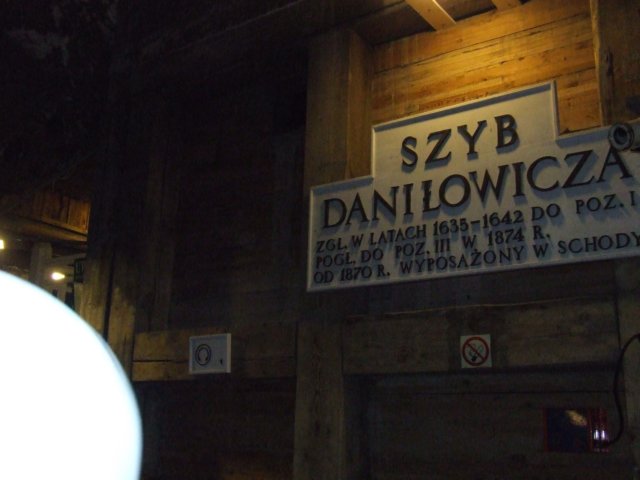 SZYB
DANIŁOWICZA
ZGŁ. W LATACH 1635-1642 DO POZ. I
POGŁ. DO POZ. III W 1874 R.
OD 1870 R. WYPOSAŻONY W SCHODY